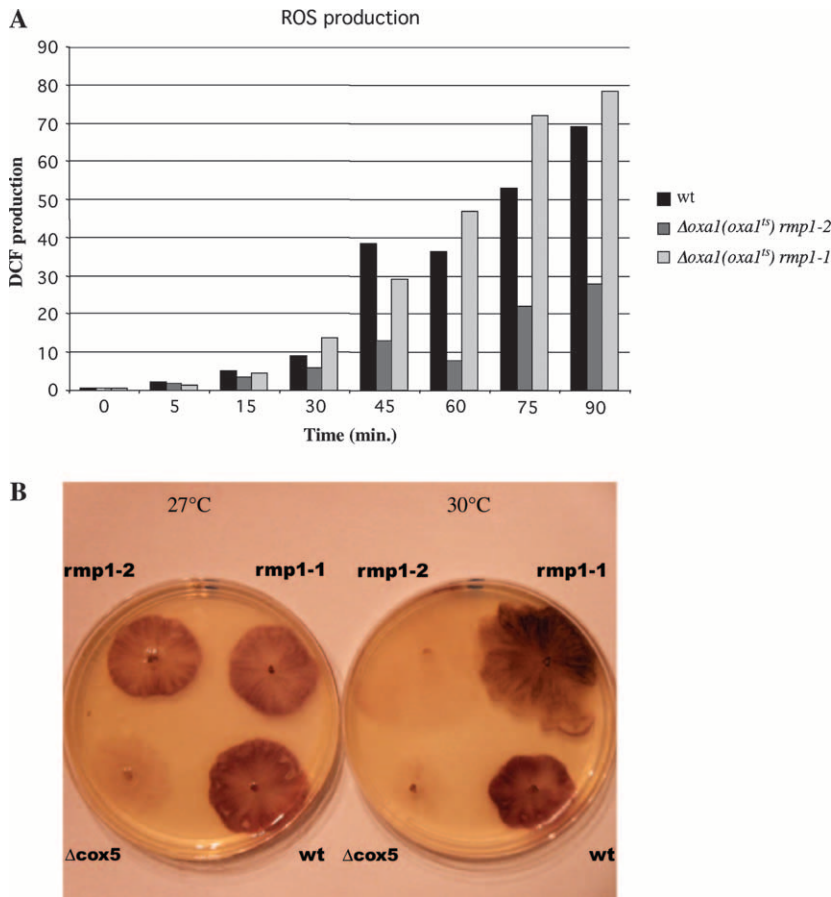 A
ROS production
90
80
70
60
50
40
30
20
10
0
DCF production
0 5 15 30 45 60 75 90
Time (min.)
wt
Δoxa1(oxa1ts) rmp1-2
Δoxa1(oxa1ts) rmp1-1
B
27°C 30°C
rmp1-2 rmp1-1 rmp1-2 rmp1-1
Δcox5 wt Δcox5 wt